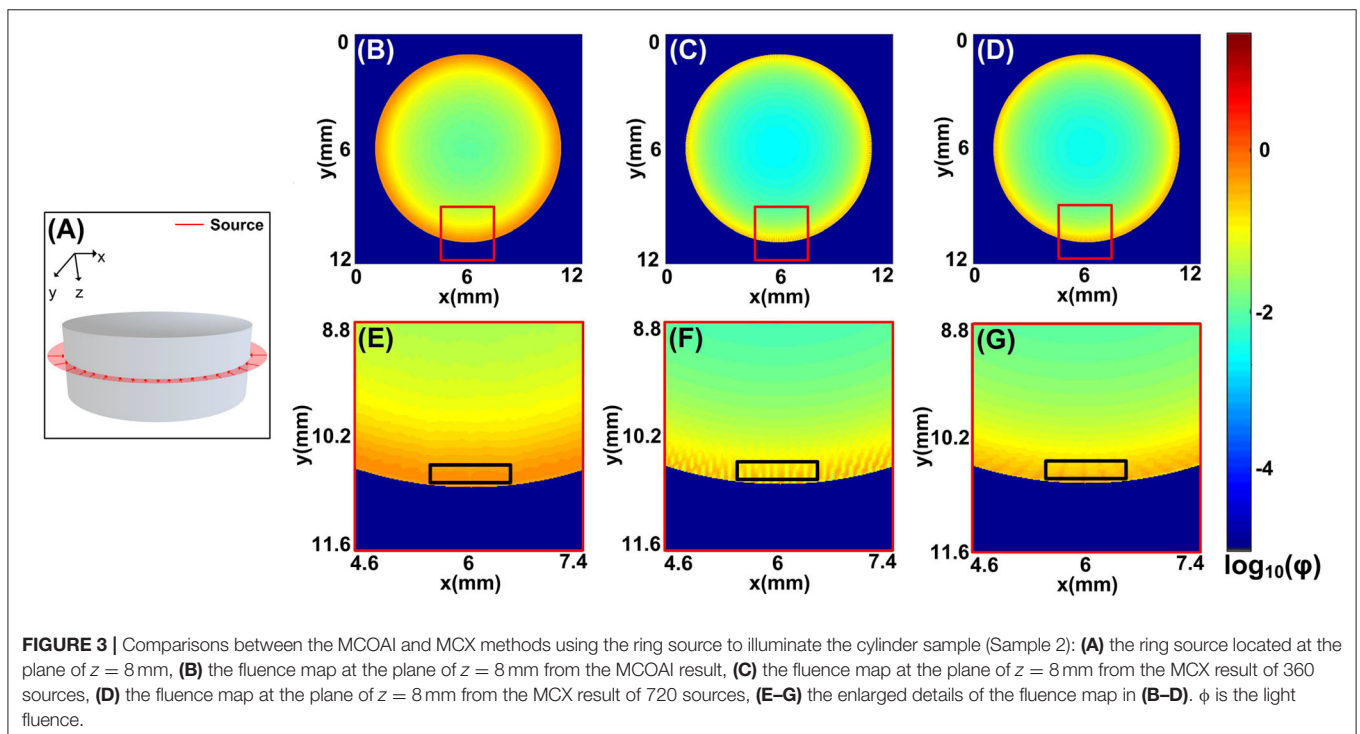 (A)
Source
x
y
z
(B)
0
y(mm)
6
12
0
6
12
x(mm)
(C)
0
y(mm)
6
12
0
6
12
x(mm)
(D)
0
y(mm)
6
12
0
6
12
x(mm)
(E)
8.8
y(mm)
10.2
11.6
4.6
6
7.4
x(mm)
(F)
8.8
y(mm)
10.2
11.6
4.6
6
7.4
x(mm)
(G)
8.8
y(mm)
10.2
11.6
4.6
6
7.4
x(mm)
0
-2
-4
log₁₀(φ)
FIGURE 3 | Comparisons between the MCOAI and MCX methods using the ring source to illuminate the cylinder sample (Sample 2): (A) the ring source located at the
plane of z = 8 mm, (B) the fluence map at the plane of z = 8 mm from the MCOAI result, (C) the fluence map at the plane of z = 8 mm from the MCX result of 360
sources, (D) the fluence map at the plane of z = 8 mm from the MCX result of 720 sources, (E–G) the enlarged details of the fluence map in (B–D). ϕ is the light
fluence.